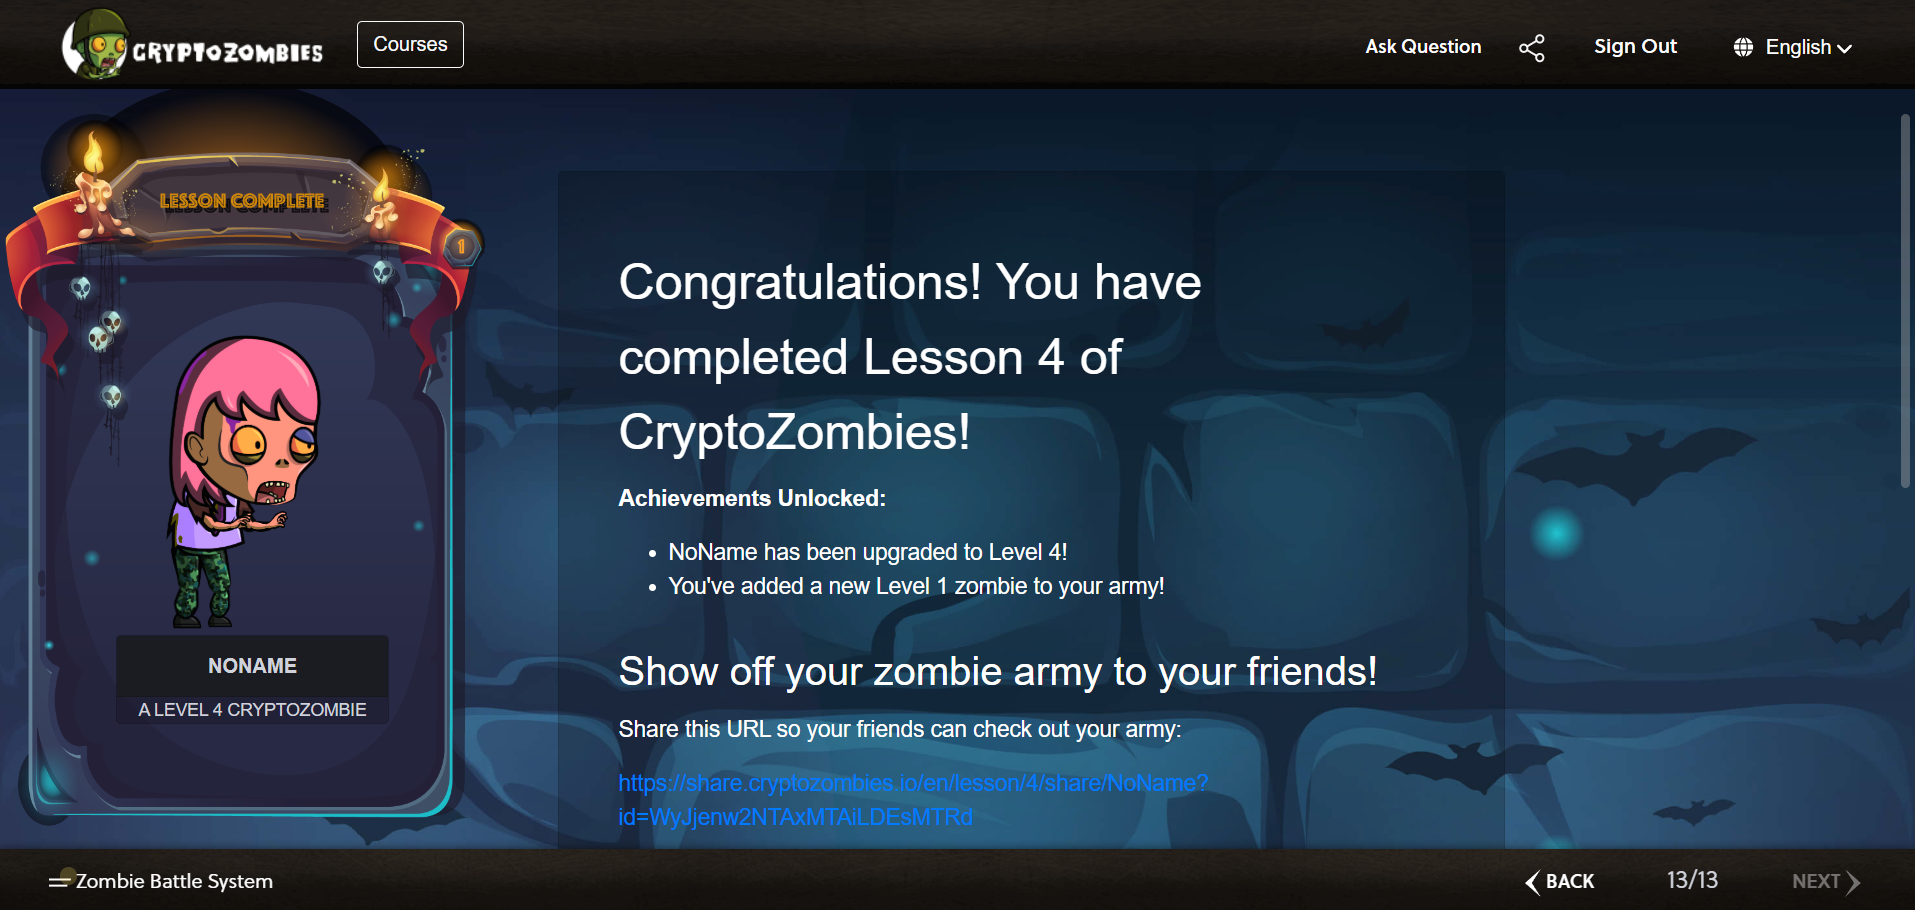 CRYPTOZOMBIES
Courses
Ask Question
Sign Out
English
LESSON COMPLETE
1
NONAME
A LEVEL 4 CRYPTOZOMBIE
Congratulations! You have
completed Lesson 4 of
CryptoZombies!
Achievements Unlocked:
• NoName has been upgraded to Level 4!
• You've added a new Level 1 zombie to your army!
Show off your zombie army to your friends!
Share this URL so your friends can check out your army:
https://share.cryptozombies.io/en/lesson/4/share/NoName?
id=WyJjenw2NTAxMTAiLDEsMTRd
Zombie Battle System
BACK
13/13
NEXT